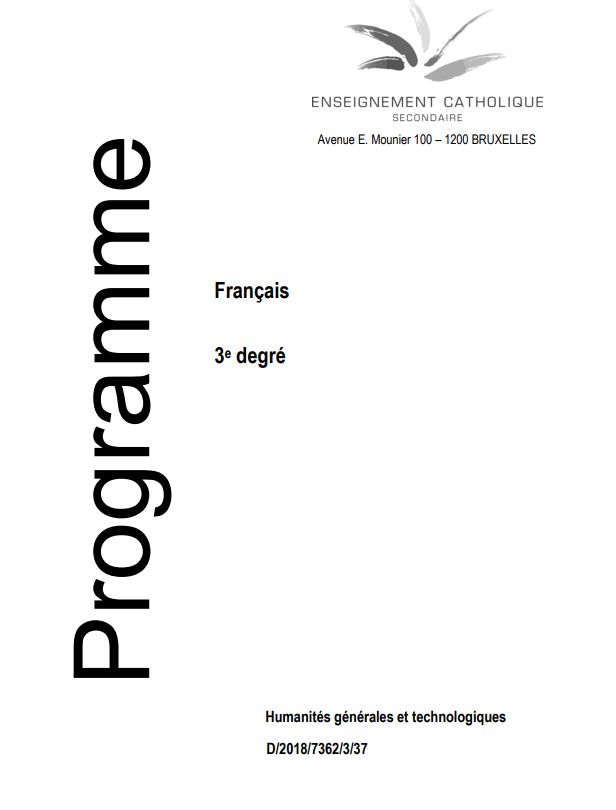 ENSEIGNEMENT CATHOLIQUE
SECONDAIRE
Avenue E. Mounier 100 – 1200 BRUXELLES
Programme
Français
3e degré
Humanités générales et technologiques
D/2018/7362/3/37